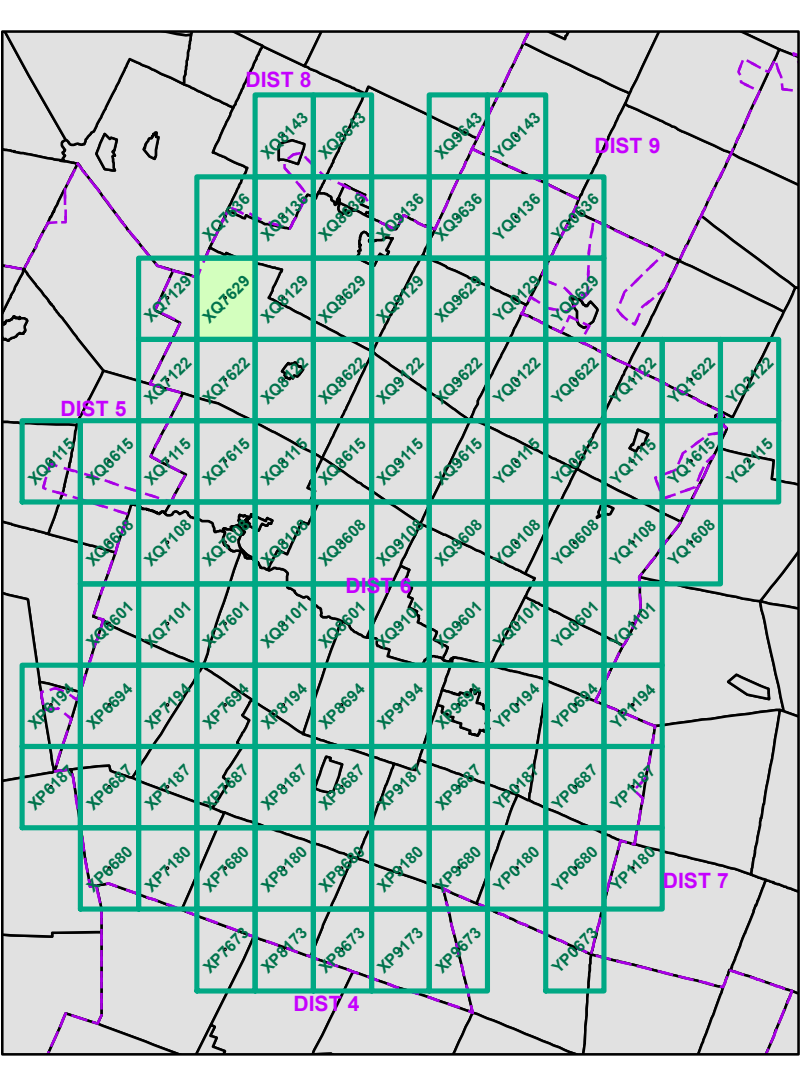 DIST 8
XQ8143
XQ8643
XQ9643
YQ0143
DIST 9
XQ7636
XQ8136
XQ8636
XQ9136
XQ9636
YQ0136
YQ0636
XQ7129
XQ7629
XQ8129
XQ8629
XQ9129
XQ9629
YQ0129
YQ0629
XQ7122
XQ7622
XQ8122
XQ8622
XQ9122
XQ9622
YQ0122
YQ0622
YQ1122
YQ1622
YQ2122
DIST 5
XQ6115
XQ6615
XQ7115
XQ7615
XQ8115
XQ8615
XQ9115
XQ9615
YQ0115
YQ0615
YQ1115
YQ1615
YQ2115
XQ6608
XQ7108
XQ7608
XQ8108
XQ8608
XQ9108
XQ9608
YQ0108
YQ0608
YQ1108
YQ1608
DIST 6
XQ6601
XQ7101
XQ7601
XQ8101
XQ8601
XQ9101
XQ9601
YQ0101
YQ0601
YQ1101
XP6194
XP6694
XP7194
XP7694
XP8194
XP8694
XP9194
XP9694
YP0194
YP0694
YP1194
XP6187
XP6687
XP7187
XP7687
XP8187
XP8687
XP9187
XP9687
YP0187
YP0687
YP1187
XP6680
XP7180
XP7680
XP8180
XP8680
XP9180
XP9680
YP0180
YP0680
YP1180
DIST 7
XP7673
XP8173
XP8673
XP9173
XP9673
YP0673
DIST 4